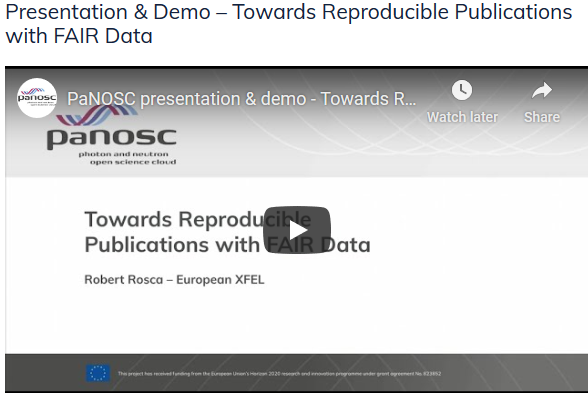 Presentation & Demo – Towards Reproducible Publications
with FAIR Data
panosc
PaNOSC presentation & demo - Towards R...
Watch later
Share
panosc
photon and neutron
open science cloud
Towards Reproducible
Publications with FAIR Data
Robert Rosca – European XFEL
This project has received funding from the European Union's Horizon 2020 research and innovation programme under grant agreement No. 823852